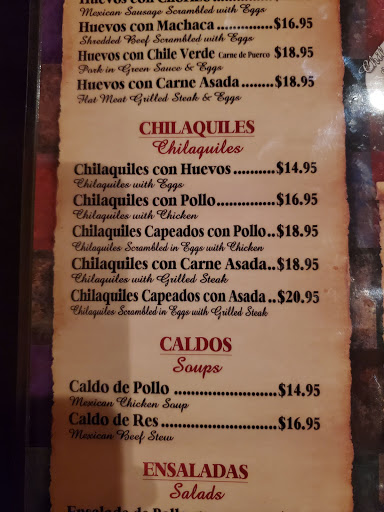 Mexican Sausage Scrambled with Eggs
Huevos con Machaca ........$16.95
Shredded Beef Scrambled with Eggs
Huevos con Chile Verde Carne de Puerco $18.95
Pork in Green Sauce & Eggs
Huevos con Carne Asada........$18.95
Flat Meat Grilled Steak & Eggs
CHILAQUILES
Chilaquiles
Chilaquiles con Huevos..........$14.95
Chilaquiles with Eggs
Chilaquiles con Pollo.............$16.95
Chilaquiles with Chicken
Chilaquiles Capeados con Pollo..$18.95
Chilaquiles Scrambled in Eggs with Chicken
Chilaquiles con Carne Asada..$18.95
Chilaquiles with Grilled Steak
Chilaquiles Capeados con Asada..$20.95
Chilaquiles Scrambled in Eggs with Grilled Steak
CALDOS
Soups
Caldo de Pollo ....................$14.95
Mexican Chicken Soup
Caldo de Res .......................$16.95
Mexican Beef Stew
ENSALADAS
Salads